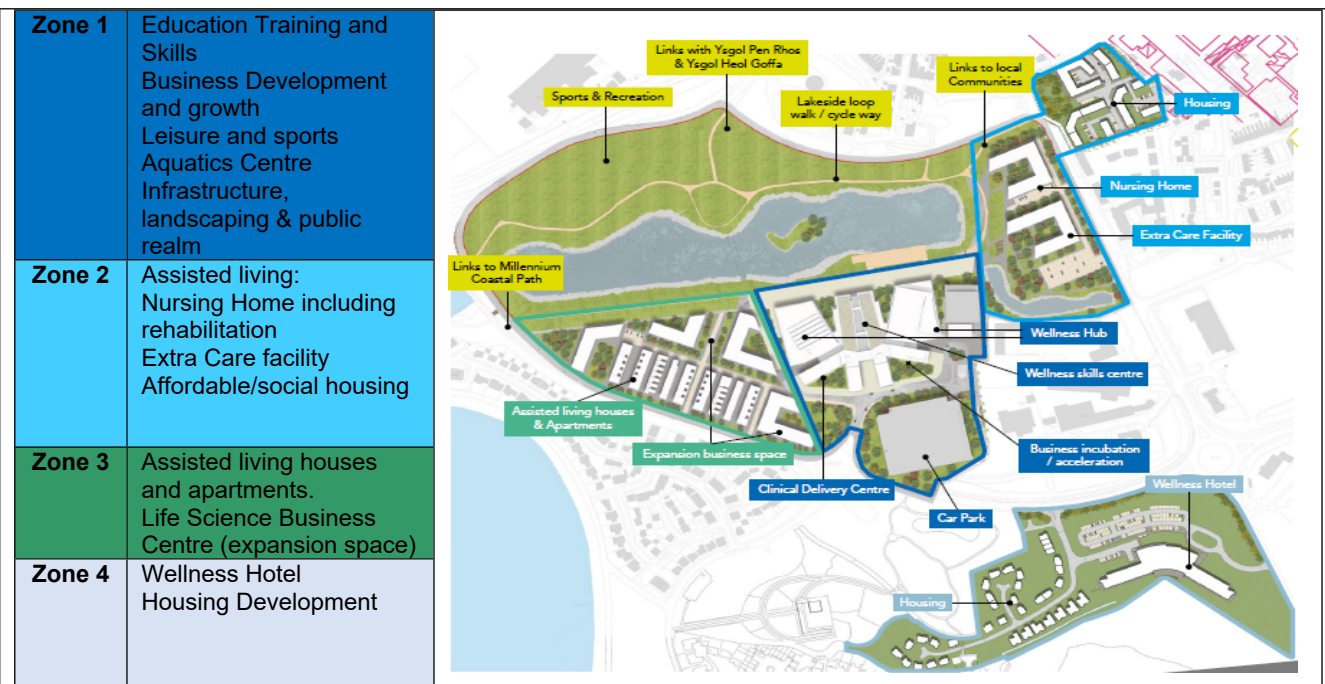 Zone 1
Education Training and
Skills
Business Development
and growth
Leisure and sports
Aquatics Centre
Infrastructure,
landscaping & public
realm
Zone 2
Assisted living:
Nursing Home including
rehabilitation
Extra Care facility
Affordable/social housing
Zone 3
Assisted living houses
and apartments.
Life Science Business
Centre (expansion space)
Zone 4
Wellness Hotel
Housing Development
Links with Ysgol Pen Rhos
& Ysgol Heol Goffa
Links to local
Communities
Sports & Recreation
Lakeside loop
walk / cycle way
Housing
Nursing Home
Extra Care Facility
Links to Millennium
Coastal Path
Wellness Hub
Wellness skills centre
Assisted living houses
& Apartments
Expansion business space
Business incubation
/ acceleration
Clinical Delivery Centre
Wellness Hotel
Car Park
Housing